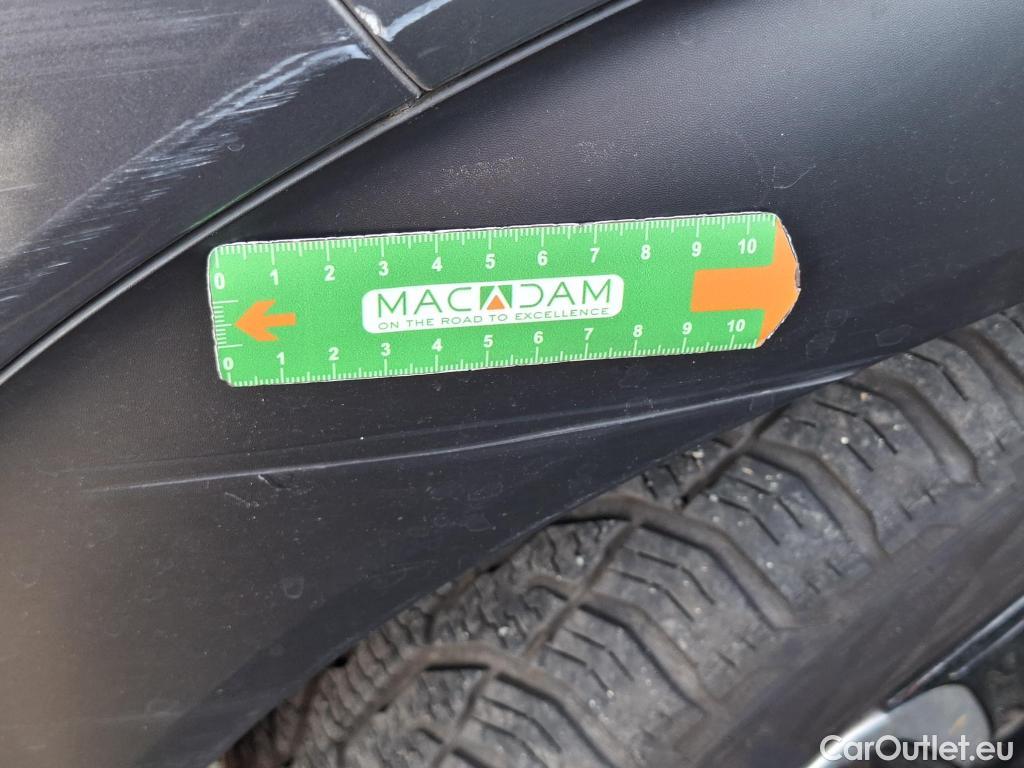 0 1 2 3 4 5 6 7 8 9 10
MACADAM
ON THE ROAD TO EXCELLENCE
0 1 2 3 4 5 6 7 8 9 10
CarOutlet.eu